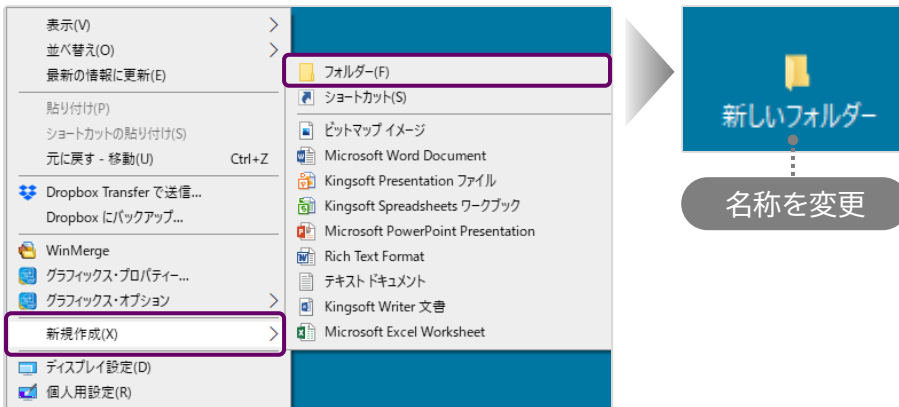 表示(V)
並べ替え(O)
最新の情報に更新(E)
貼り付け(P)
ショートカットの貼り付け(S)
元に戻す - 移動(U) Ctrl+Z
Dropbox Transfer で送信...
Dropbox にバックアップ...
WinMerge
グラフィックス・プロパティー...
グラフィックス・オプション
新規作成(X)
ディスプレイ設定(D)
個人用設定(R)
フォルダー(F)
ショートカット(S)
ビットマップ イメージ
Microsoft Word Document
Kingsoft Presentation ファイル
Kingsoft Spreadsheets ワークブック
Microsoft PowerPoint Presentation
Rich Text Format
テキスト ドキュメント
Kingsoft Writer 文書
Microsoft Excel Worksheet
新しいフォルダー
名称を変更